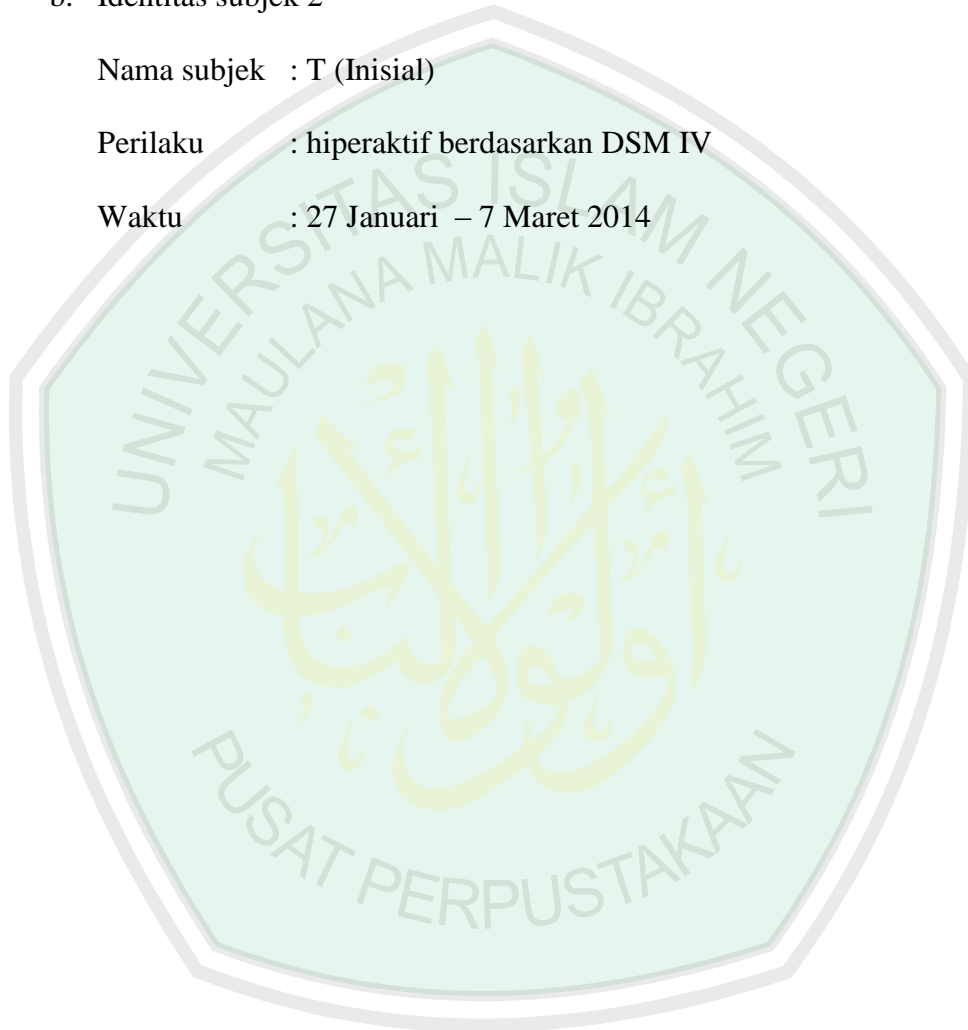 b. Identitas subjek 2
Nama subjek : T (Inisial)
Perilaku : hiperaktif berdasarkan DSM IV
Waktu : 27 Januari – 7 Maret 2014
UNIVERSITAS ISLAM NEGERI
MAULANA MALIK IBRAHIM
PUSAT PERPUSTAKAAN